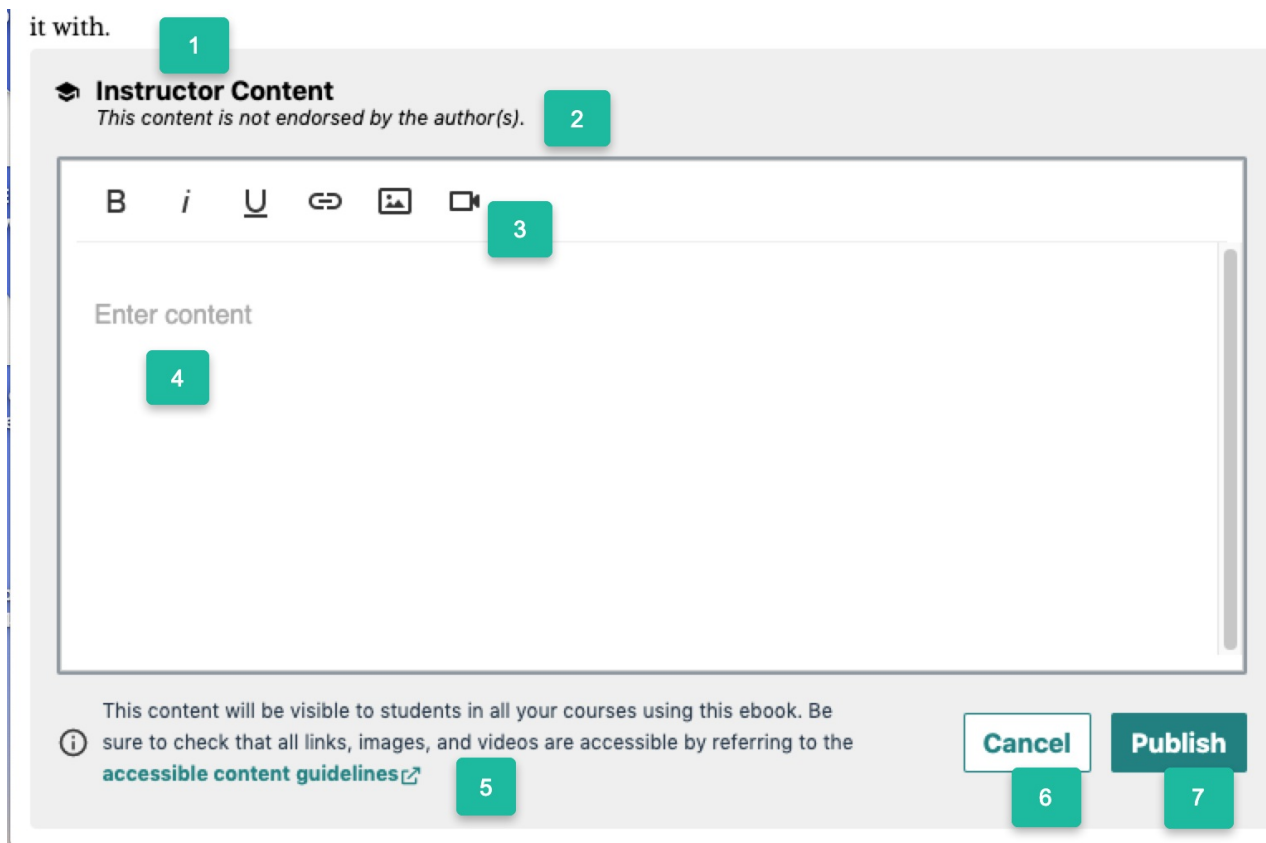 it with.
1
Instructor Content
This content is not endorsed by the author(s).
2
B i U
3
Enter content
4
This content will be visible to students in all your courses using this ebook. Be
sure to check that all links, images, and videos are accessible by referring to the
accessible content guidelines
5
Cancel
Publish
6
7